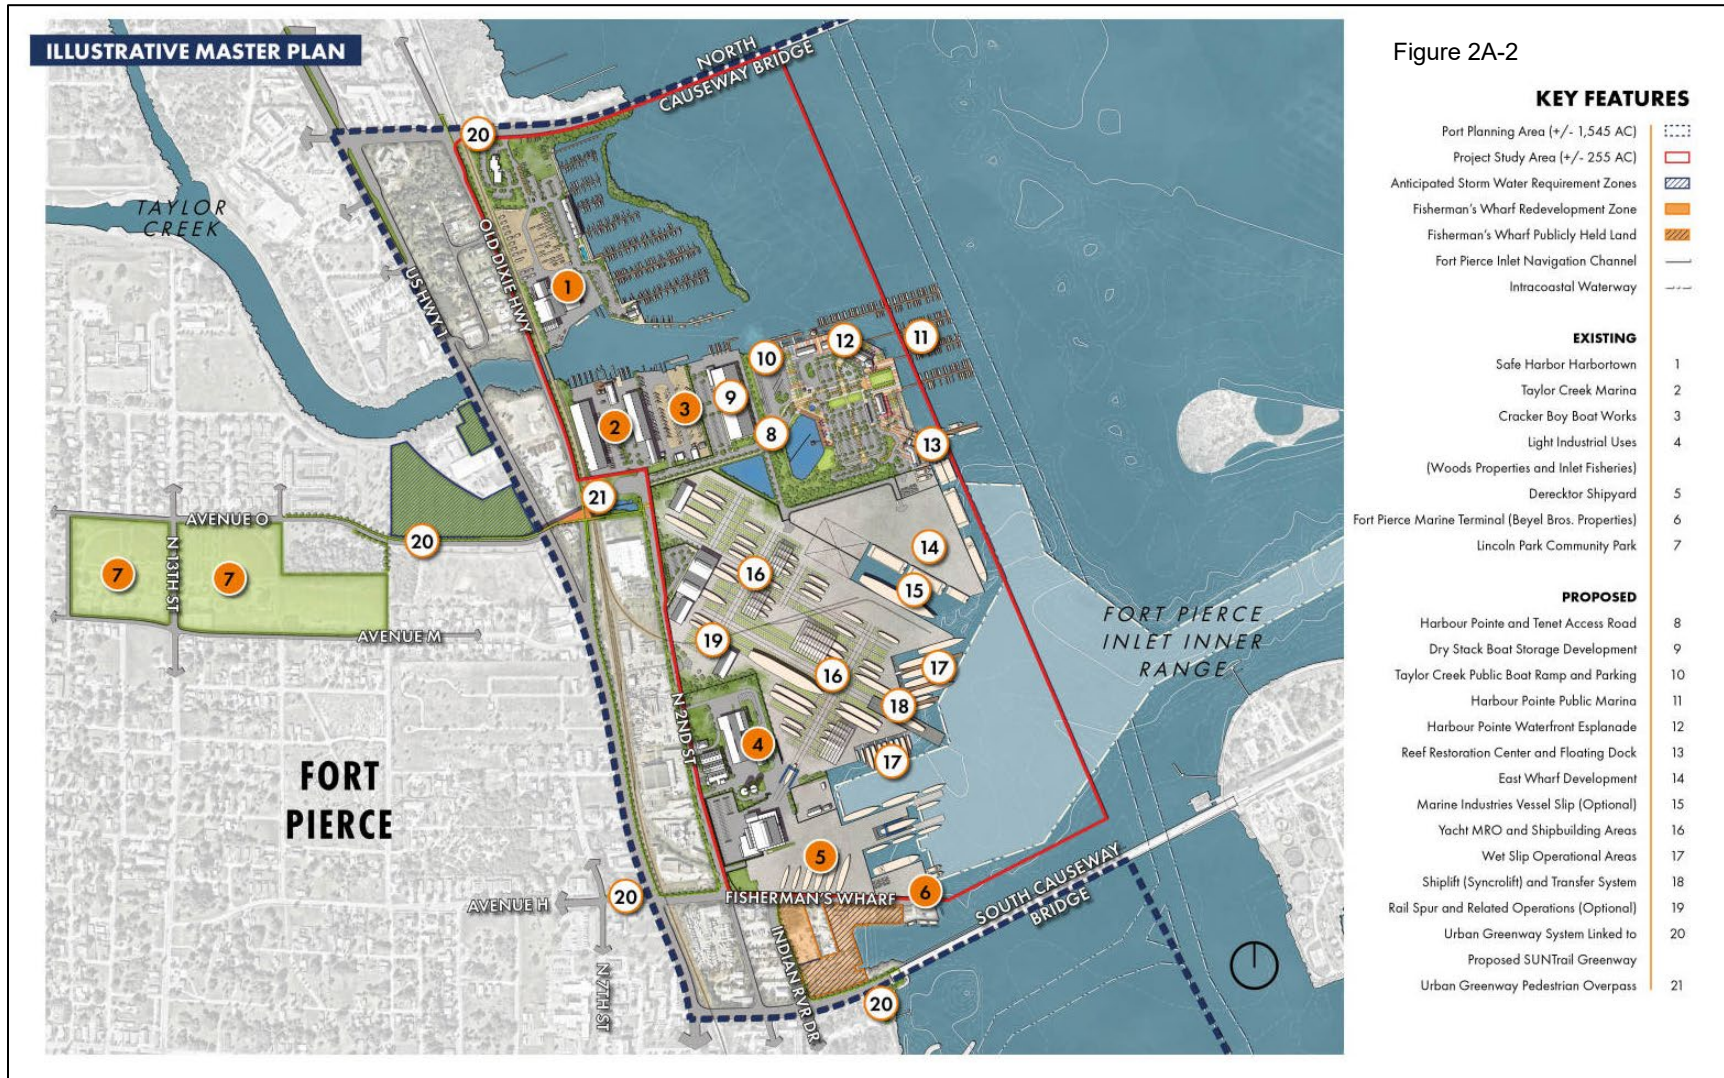 ILLUSTRATIVE MASTER PLAN
Figure 2A-2
KEY FEATURES
Port Planning Area (+/- 1,545 AC)
Project Study Area (+/- 255 AC)
Anticipated Storm Water Requirement Zones
Fisherman's Wharf Redevelopment Zone
Fisherman's Wharf Publicly Held Land
Fort Pierce Inlet Navigation Channel
Intracoastal Waterway
EXISTING
Safe Harbor Harbortown 1
Taylor Creek Marina 2
Cracker Boy Boat Works 3
Light Industrial Uses 4
(Woods Properties and Inlet Fisheries)
Derecktor Shipyard 5
Fort Pierce Marine Terminal (Beyel Bros. Properties) 6
Lincoln Park Community Park 7
PROPOSED
Harbour Pointe and Tenet Access Road 8
Dry Stack Boat Storage Development 9
Taylor Creek Public Boat Ramp and Parking 10
Harbour Pointe Public Marina 11
Harbour Pointe Waterfront Esplanade 12
Reef Restoration Center and Floating Dock 13
East Wharf Development 14
Marine Industries Vessel Slip (Optional) 15
Yacht MRO and Shipbuilding Areas 16
Wet Slip Operational Areas 17
Shiplift (Syncrolift) and Transfer System 18
Rail Spur and Related Operations (Optional) 19
Urban Greenway System Linked to 20
Proposed SUNTrail Greenway
Urban Greenway Pedestrian Overpass 21
NORTH
CAUSEWAY BRIDGE
20
TAYLOR
CREEK
US HWY 1
OLD DIXIE HWY
1
12
11
10
9
3
2
8
13
21
AVENUE O
20
N 13TH ST
7
7
14
16
15
FORT PIERCE
INLET INNER
RANGE
AVENUE M
19
16
17
18
N 2ND ST
4
17
FORT
PIERCE
5
6
FISHERMAN'S WHARF
SOUTH CAUSEWAY
BRIDGE
AVENUE H
20
N 7TH ST
INDIAN RVR DR
20